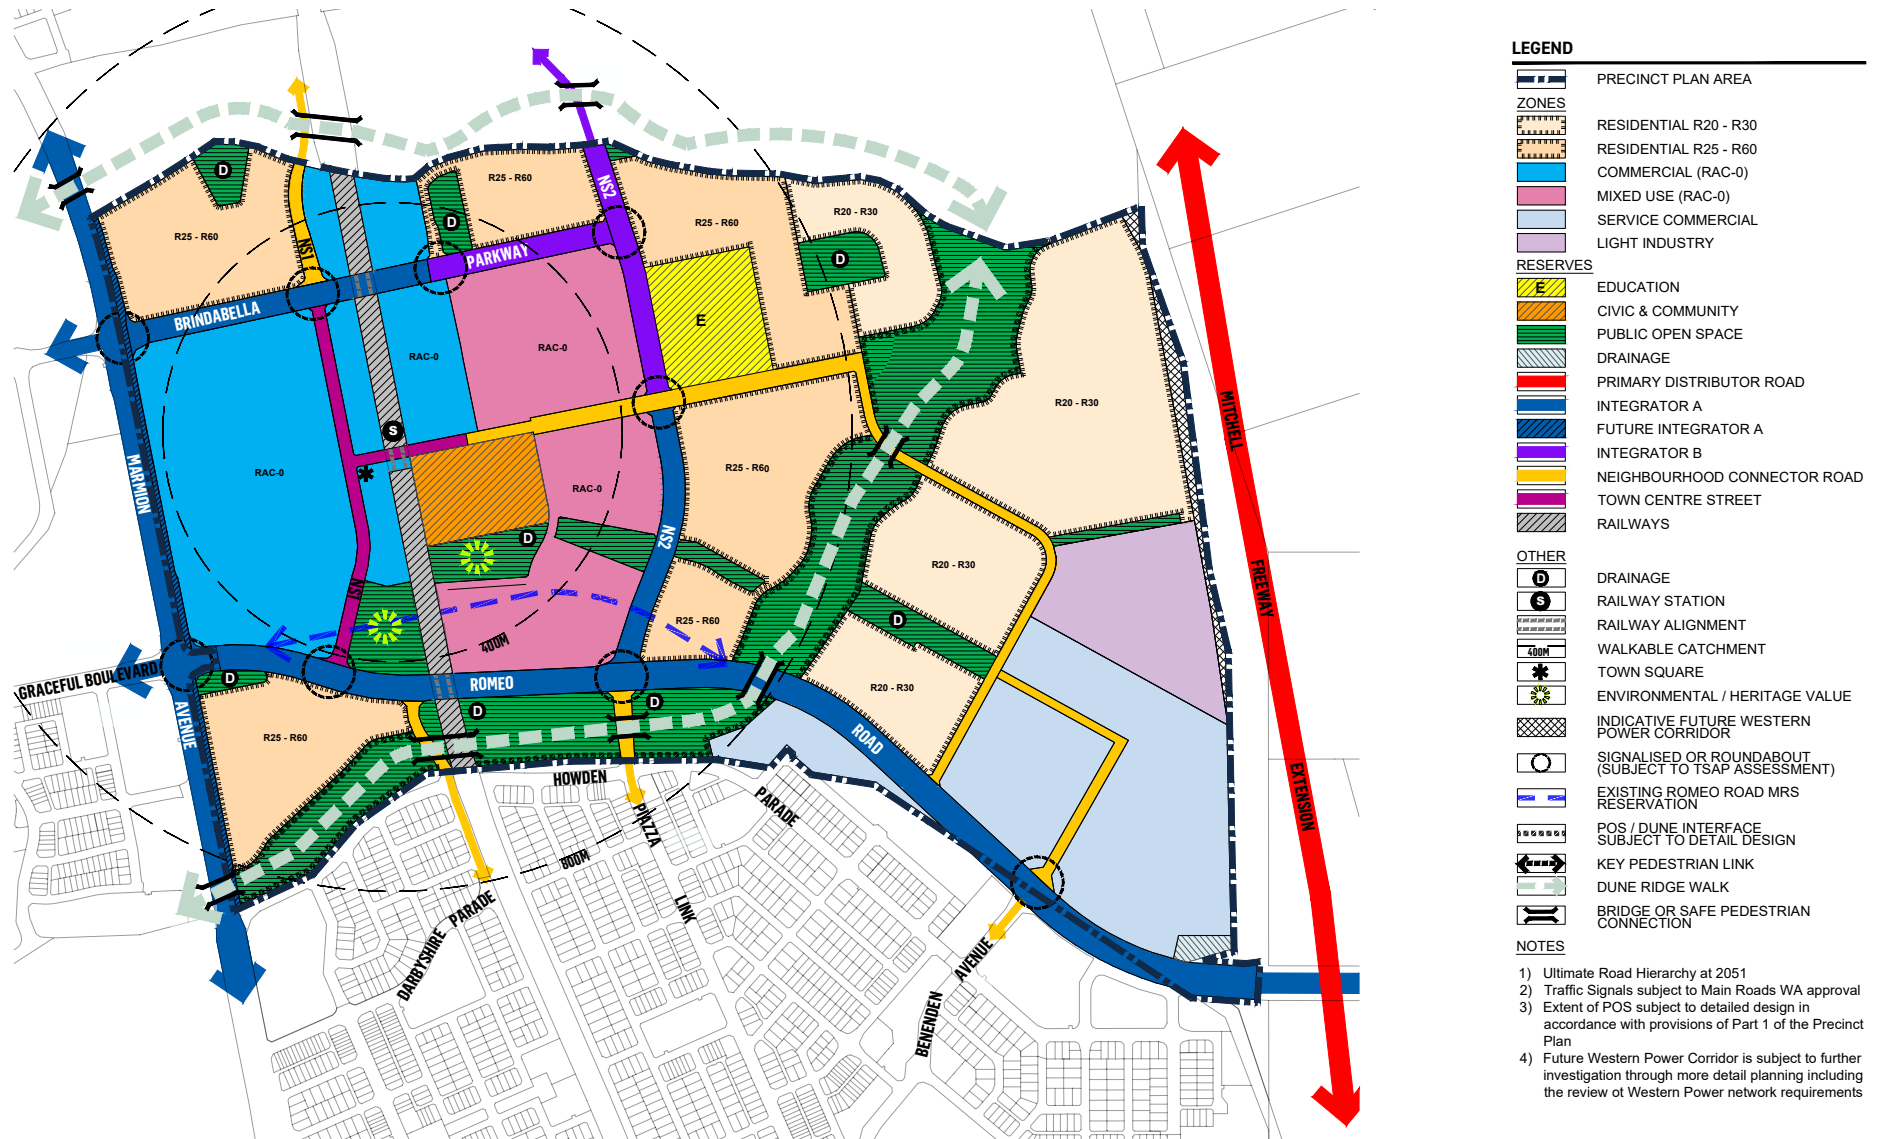 R25 - R60
D
NS1
R25 - R60
D
NS2
R25 - R60
R20 - R30
D
PARKWAY
BRINDABELLA
E
RAC-0
RAC-0
R20 - R30
MITCHELL
S
RAC-0
MARMION
RAC-0
R25 - R60
D
NS2
R20 - R30
FREEWAY
NS1
D
R25 - R60
400M
GRACEFUL BOULEVARD
D
ROMEO
R20 - R30
D
D
AVENUE
R25 - R60
ROAD
EXTENSION
HOWDEN
PIAZZA
PARADE
800M
LINK
DARBYSHIRE
PARADE
BENENDEN
AVENUE
LEGEND
PRECINCT PLAN AREA
ZONES
RESIDENTIAL R20 - R30
RESIDENTIAL R25 - R60
COMMERCIAL (RAC-0)
MIXED USE (RAC-0)
SERVICE COMMERCIAL
LIGHT INDUSTRY
RESERVES
E EDUCATION
CIVIC & COMMUNITY
PUBLIC OPEN SPACE
DRAINAGE
PRIMARY DISTRIBUTOR ROAD
INTEGRATOR A
FUTURE INTEGRATOR A
INTEGRATOR B
NEIGHBOURHOOD CONNECTOR ROAD
TOWN CENTRE STREET
RAILWAYS
OTHER
D DRAINAGE
S RAILWAY STATION
RAILWAY ALIGNMENT
400M WALKABLE CATCHMENT
TOWN SQUARE
ENVIRONMENTAL / HERITAGE VALUE
INDICATIVE FUTURE WESTERN
POWER CORRIDOR
SIGNALISED OR ROUNDABOUT
(SUBJECT TO TSAP ASSESSMENT)
EXISTING ROMEO ROAD MRS
RESERVATION
POS / DUNE INTERFACE
SUBJECT TO DETAIL DESIGN
KEY PEDESTRIAN LINK
DUNE RIDGE WALK
BRIDGE OR SAFE PEDESTRIAN
CONNECTION
NOTES
1) Ultimate Road Hierarchy at 2051
2) Traffic Signals subject to Main Roads WA approval
3) Extent of POS subject to detailed design in
accordance with provisions of Part 1 of the Precinct
Plan
4) Future Western Power Corridor is subject to further
investigation through more detail planning including
the review ot Western Power network requirements